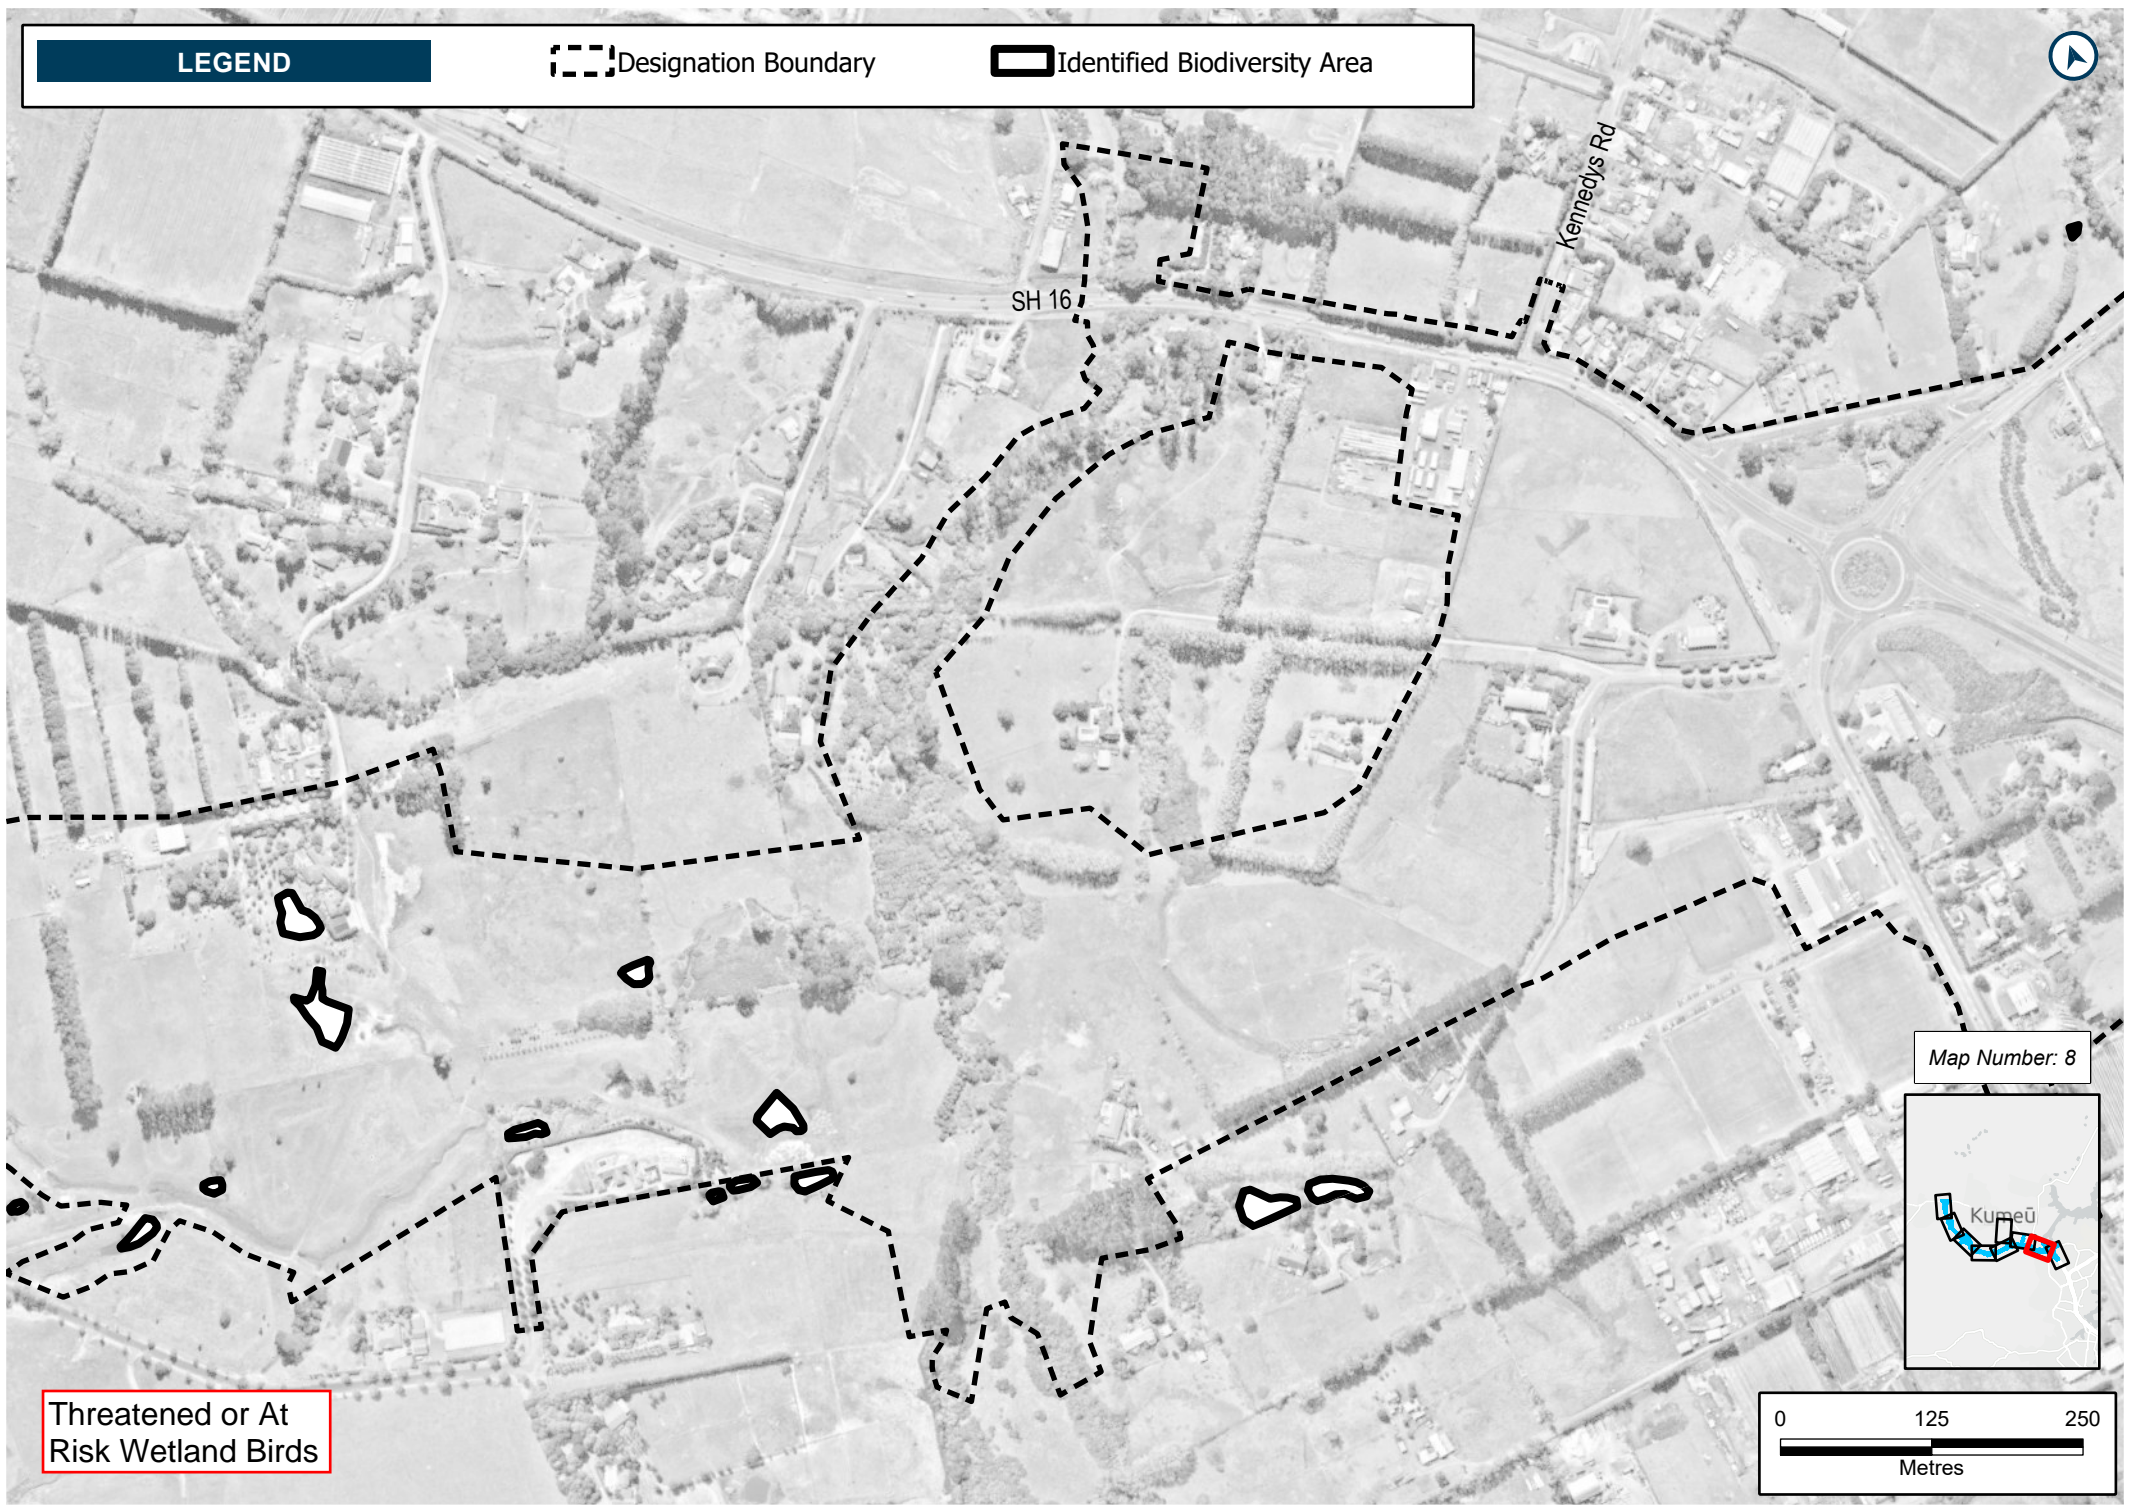 LEGEND
Designation Boundary
Identified Biodiversity Area
Kennedys Rd
SH 16
Map Number: 8
Kumeū
Threatened or At
Risk Wetland Birds
0 125 250
Metres